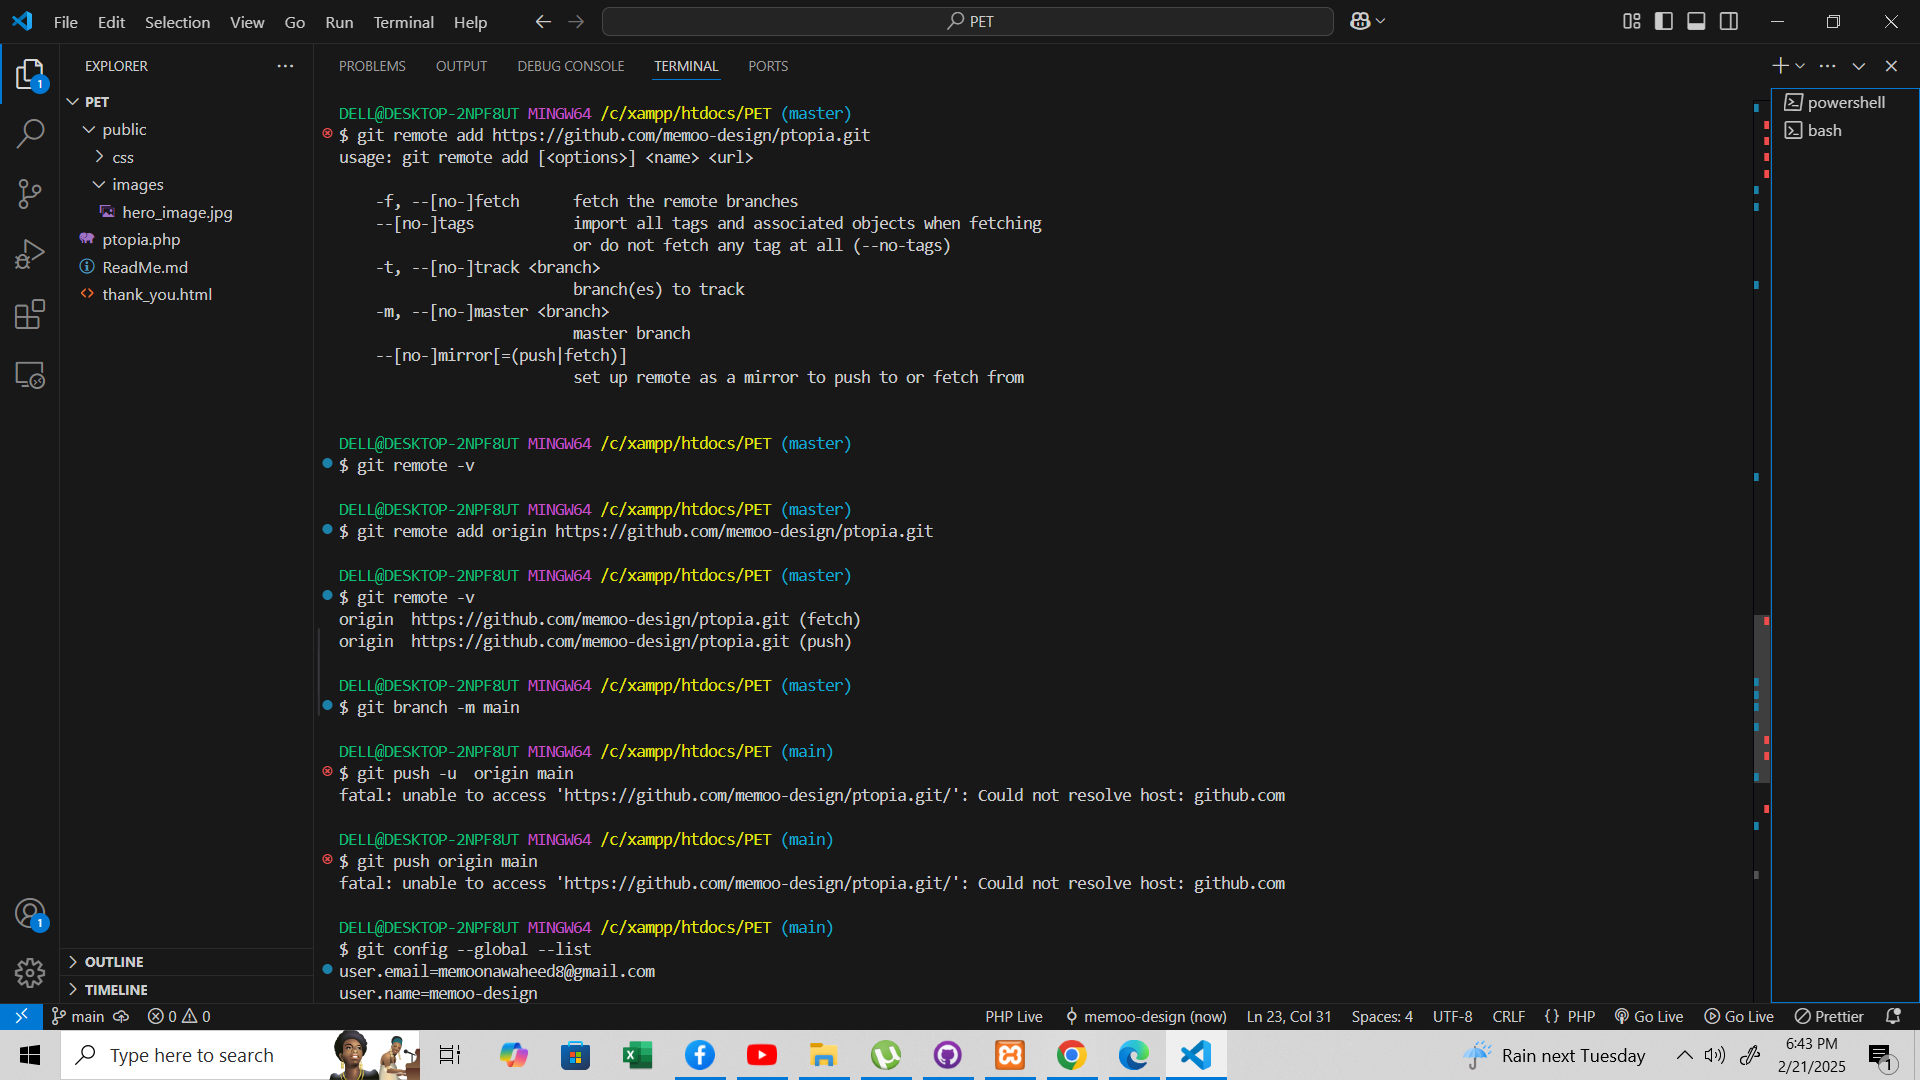 File Edit Selection View Go Run Terminal Help
PET
EXPLORER
PROBLEMS OUTPUT DEBUG CONSOLE TERMINAL PORTS
1
PET
public
css
images
hero_image.jpg
ptopia.php
ReadMe.md
thank_you.html
powershell
bash
DELL@DESKTOP-2NPF8UT MINGW64 /c/xampp/htdocs/PET (master)
$ git remote add https://github.com/memoo-design/ptopia.git
usage: git remote add [<options>] <name> <url>
-f, --[no-]fetch fetch the remote branches
--[no-]tags import all tags and associated objects when fetching
or do not fetch any tag at all (--no-tags)
-t, --[no-]track <branch>
branch(es) to track
-m, --[no-]master <branch>
master branch
--[no-]mirror[=(push|fetch)]
set up remote as a mirror to push to or fetch from
DELL@DESKTOP-2NPF8UT MINGW64 /c/xampp/htdocs/PET (master)
$ git remote -v
DELL@DESKTOP-2NPF8UT MINGW64 /c/xampp/htdocs/PET (master)
$ git remote add origin https://github.com/memoo-design/ptopia.git
DELL@DESKTOP-2NPF8UT MINGW64 /c/xampp/htdocs/PET (master)
$ git remote -v
origin https://github.com/memoo-design/ptopia.git (fetch)
origin https://github.com/memoo-design/ptopia.git (push)
DELL@DESKTOP-2NPF8UT MINGW64 /c/xampp/htdocs/PET (master)
$ git branch -m main
DELL@DESKTOP-2NPF8UT MINGW64 /c/xampp/htdocs/PET (main)
$ git push -u  origin main
fatal: unable to access 'https://github.com/memoo-design/ptopia.git/': Could not resolve host: github.com
DELL@DESKTOP-2NPF8UT MINGW64 /c/xampp/htdocs/PET (main)
$ git push origin main
fatal: unable to access 'https://github.com/memoo-design/ptopia.git/': Could not resolve host: github.com
DELL@DESKTOP-2NPF8UT MINGW64 /c/xampp/htdocs/PET (main)
$ git config --global --list
user.email=memoonawaheed8@gmail.com
user.name=memoo-design
1
OUTLINE
TIMELINE
main 0 0 PHP Live memoo-design (now) Ln 23, Col 31 Spaces: 4 UTF-8 CRLF {} PHP Go Live Go Live Prettier
Type here to search
Rain next Tuesday
6:43 PM
2/21/2025
1